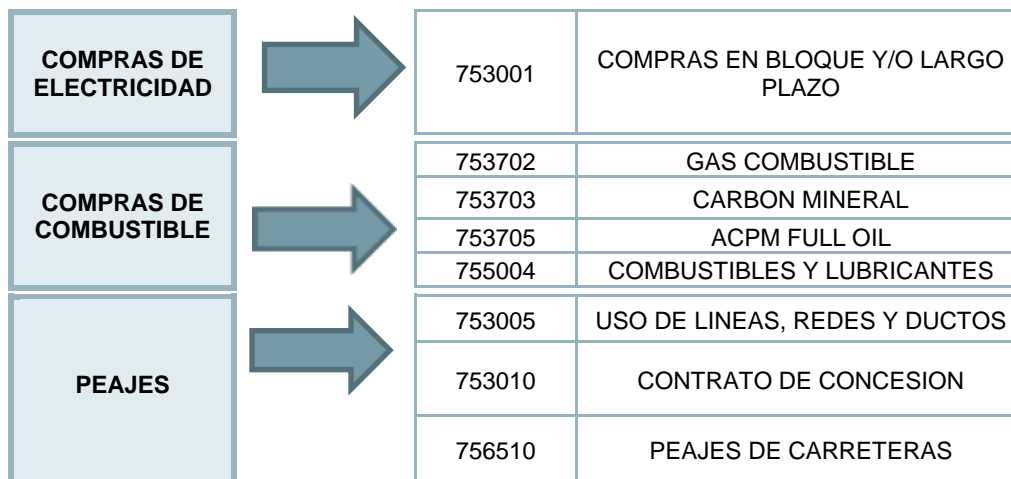 COMPRAS DE
ELECTRICIDAD
753001
COMPRAS EN BLOQUE Y/O LARGO
PLAZO
COMPRAS DE
COMBUSTIBLE
753702
GAS COMBUSTIBLE
753703
CARBON MINERAL
753705
ACPM FULL OIL
755004
COMBUSTIBLES Y LUBRICANTES
PEAJES
753005
USO DE LINEAS, REDES Y DUCTOS
753010
CONTRATO DE CONCESION
756510
PEAJES DE CARRETERAS